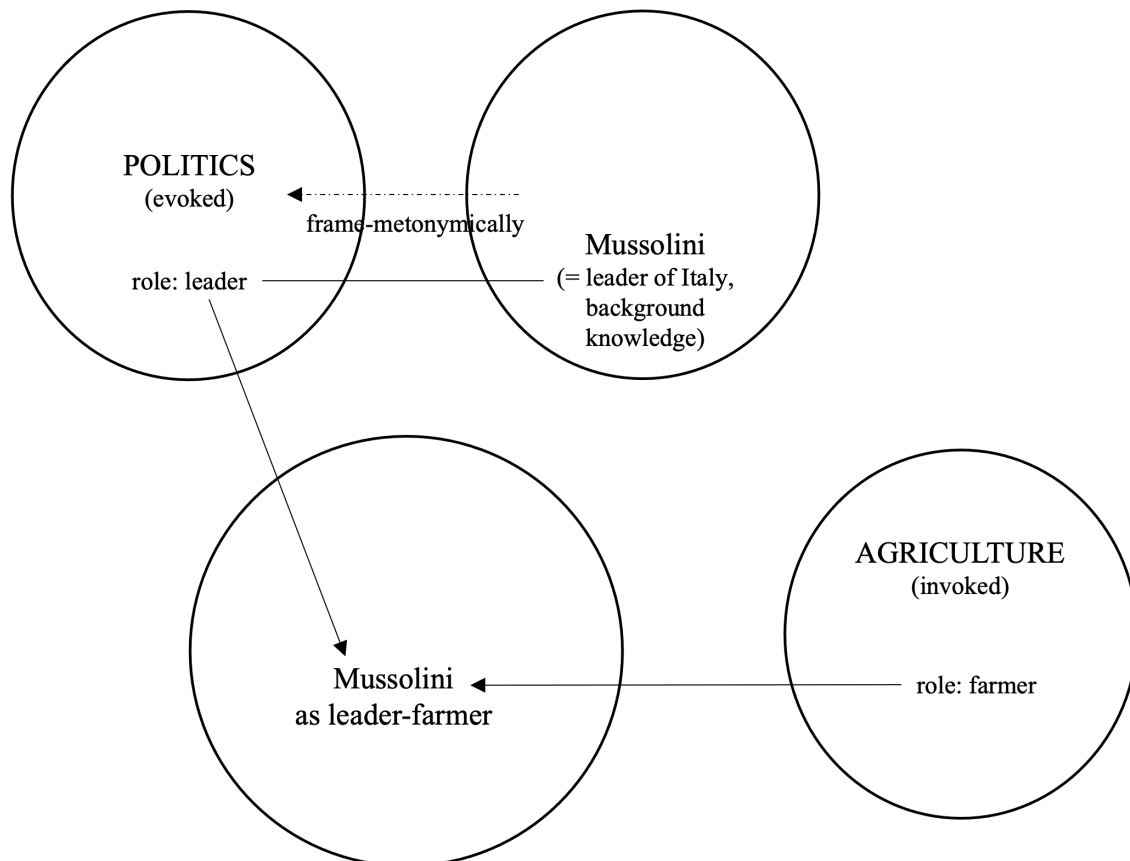 POLITICS
(evoked)
frame-metonymically
role: leader
Mussolini
(= leader of Italy,
background
knowledge)
AGRICULTURE
(invoked)
role: farmer
Mussolini
as leader-farmer